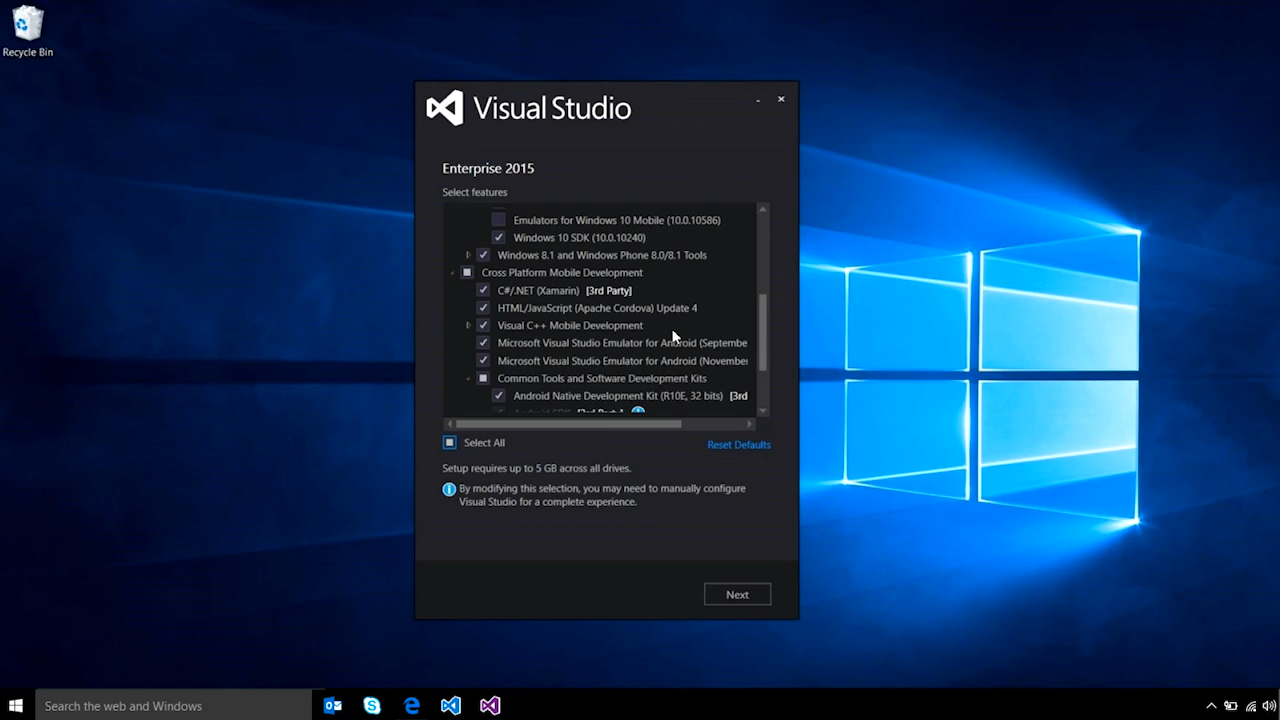 Recycle Bin
Visual Studio
Enterprise 2015
Select features
Emulators for Windows 10 Mobile (10.0.10586)
Windows 10 SDK (10.0.10240)
Windows 8.1 and Windows Phone 8.0/8.1 Tools
Cross Platform Mobile Development
C#/.NET (Xamarin) [3rd Party]
HTML/JavaScript (Apache Cordova) Update 4
Visual C++ Mobile Development
Microsoft Visual Studio Emulator for Android (Septembe
Microsoft Visual Studio Emulator for Android (November
Common Tools and Software Development Kits
Android Native Development Kit (R10E, 32 bits) [3rd
Android SDK [3rd Party]
Select All
Reset Defaults
Setup requires up to 5 GB across all drives.
By modifying this selection, you may need to manually configure
Visual Studio for a complete experience.
Next
Search the web and Windows